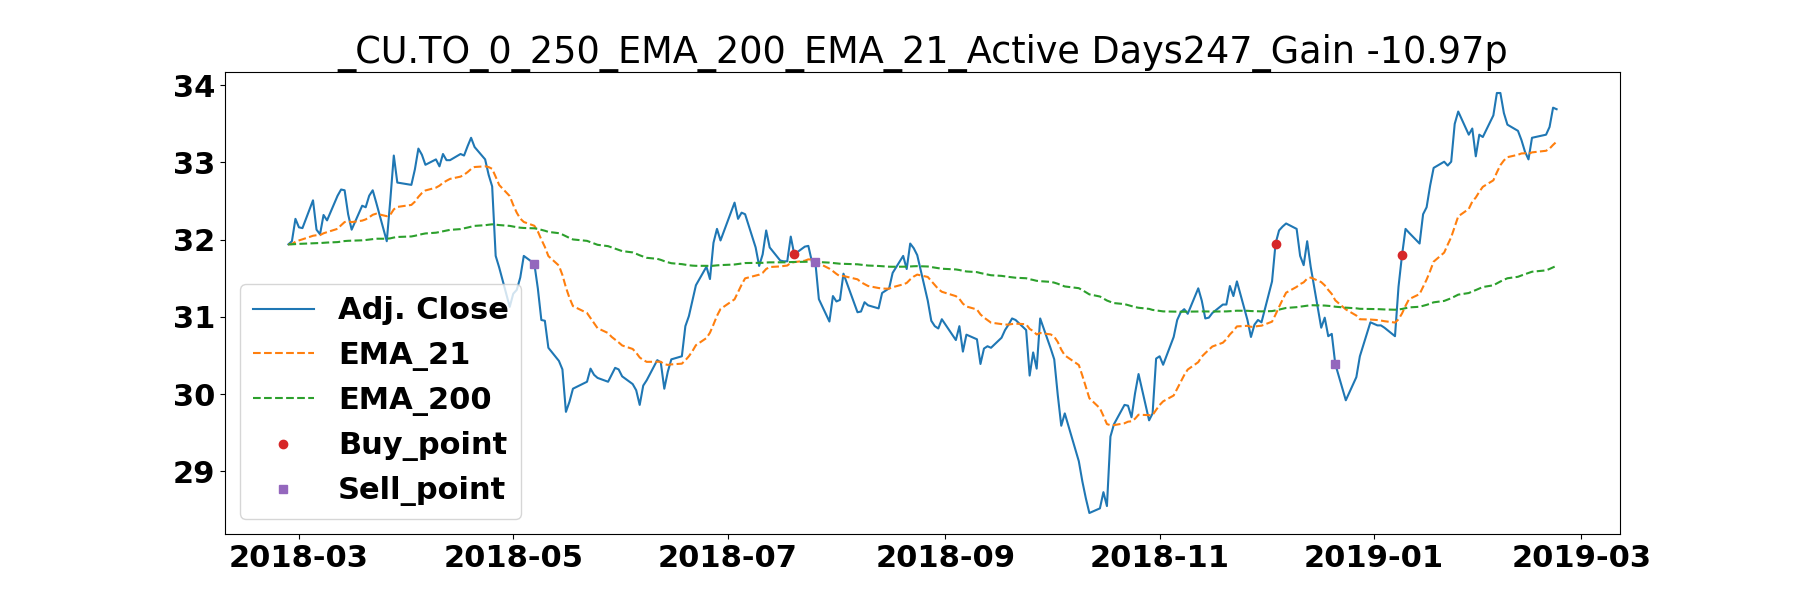 _CU.TO_0_250_EMA_200_EMA_21_Active Days247_Gain -10.97p
34
33
32
31
30
29
Adj. Close
EMA_21
EMA_200
Buy_point
Sell_point
2018-03 2018-05 2018-07 2018-09 2018-11 2019-01 2019-03